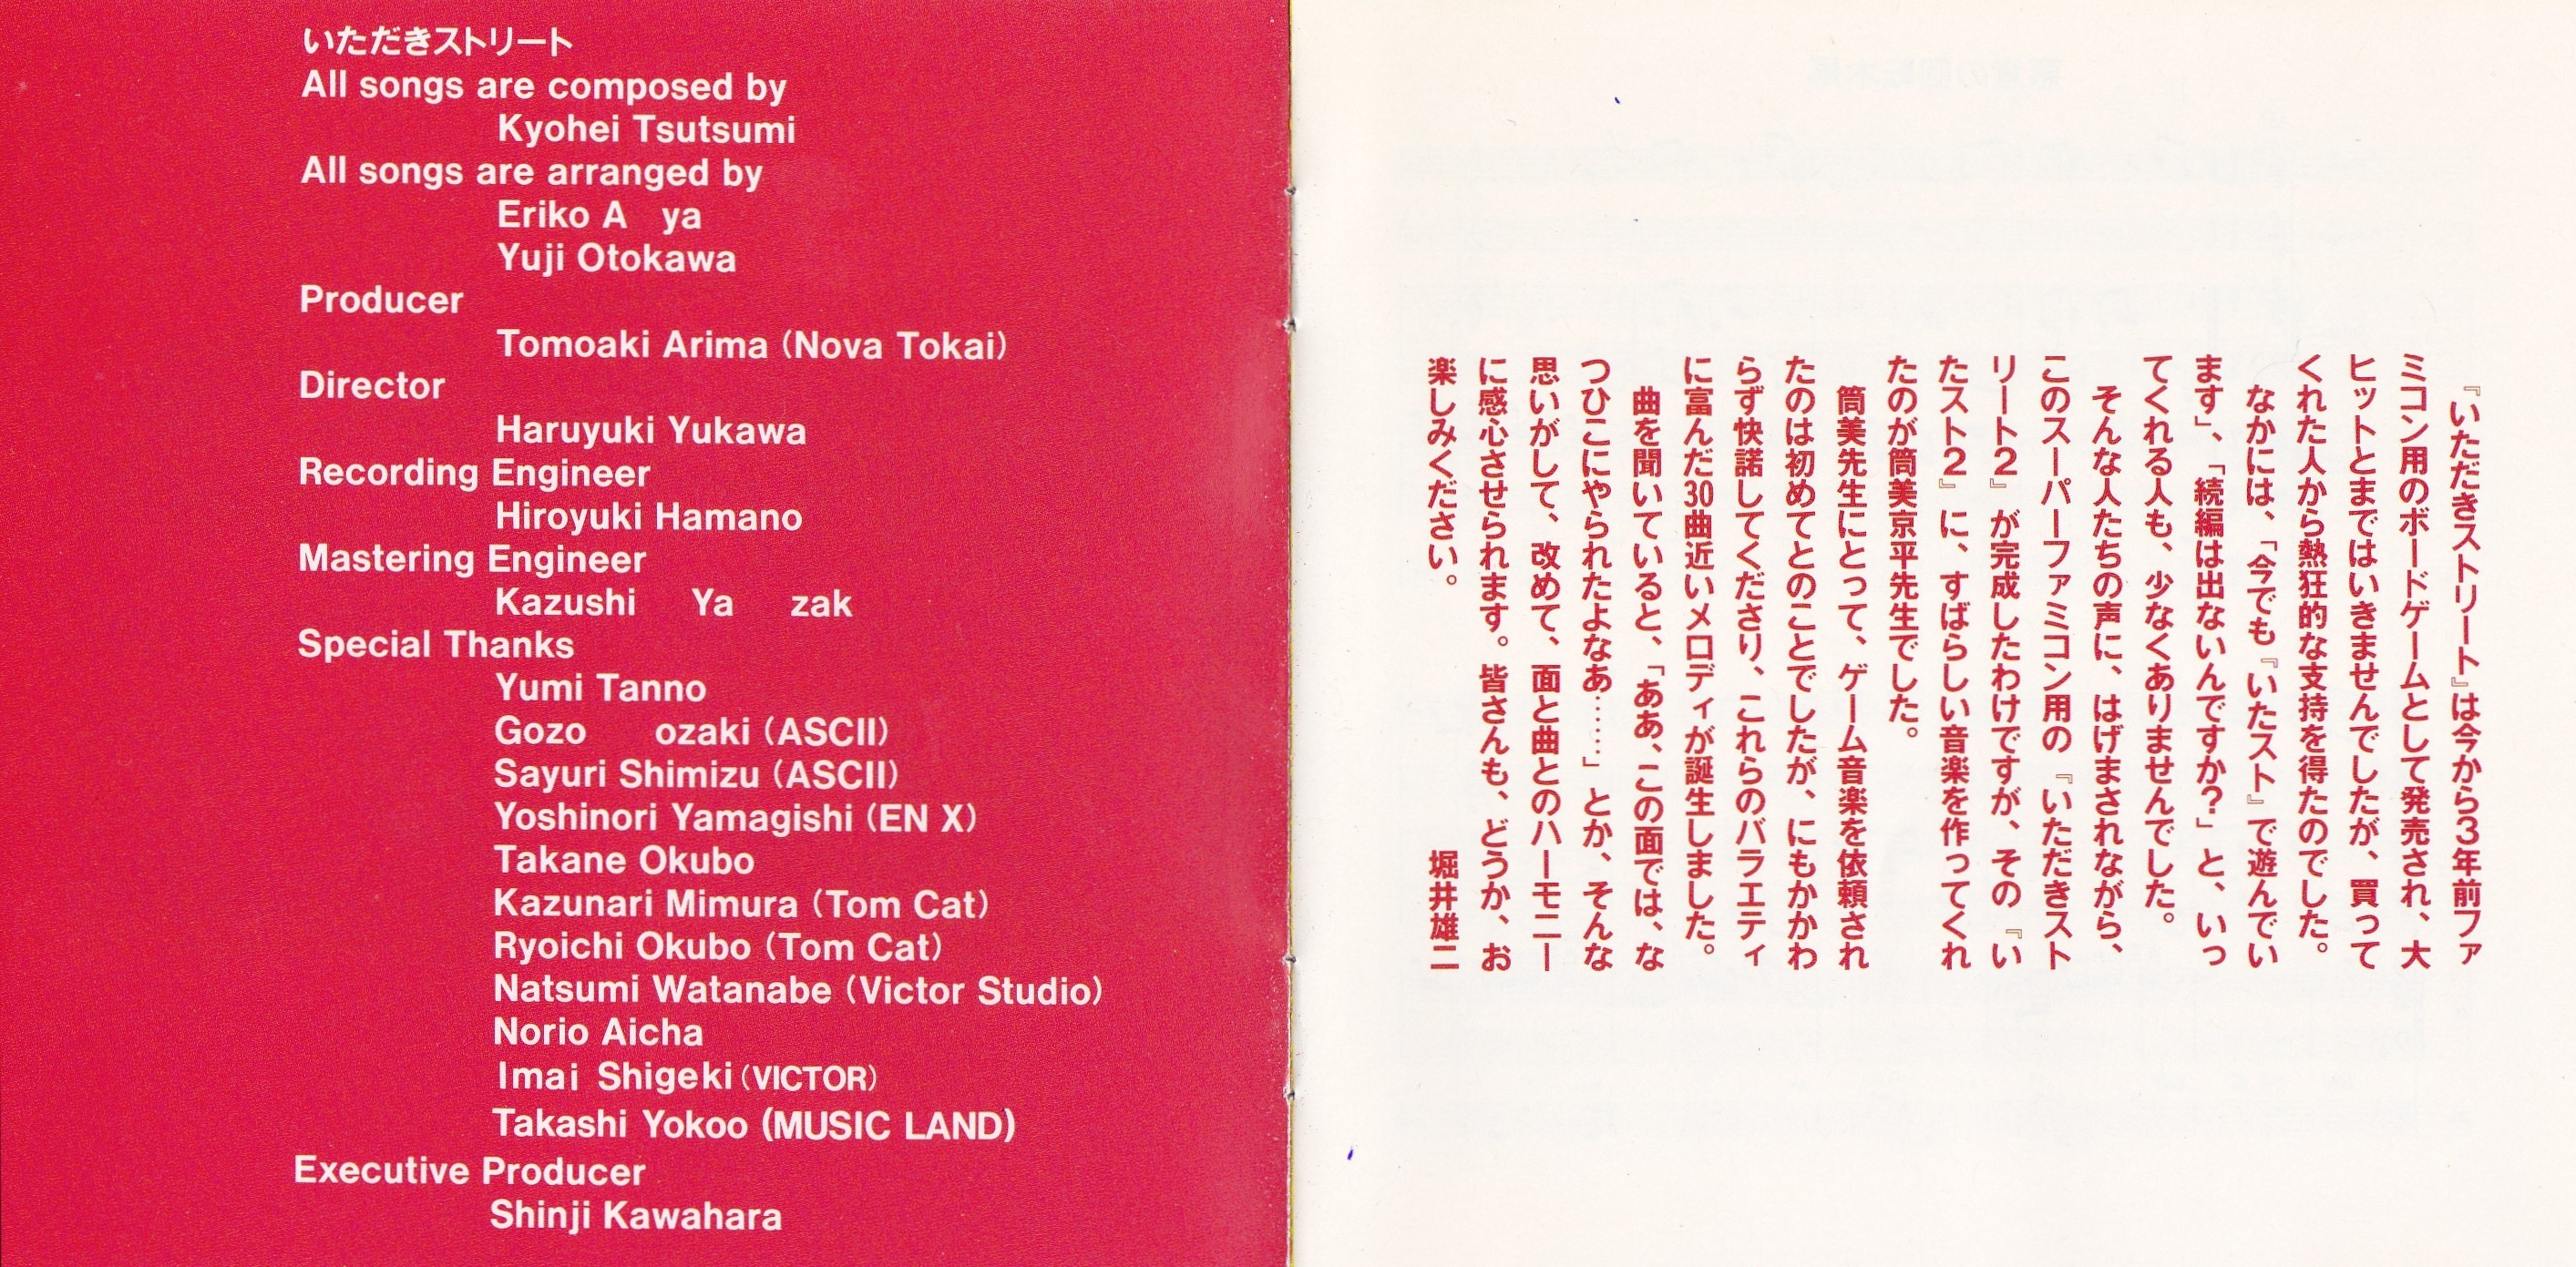 いただきストリート
All songs are composed by
Kyohei Tsutsumi
All songs are arranged by
Eriko A ya
Yuji Otokawa
Producer
Tomoaki Arima (Nova Tokai)
Director
Haruyuki Yukawa
Recording Engineer
Hiroyuki Hamano
Mastering Engineer
Kazushi Ya zak
Special Thanks
Yumi Tanno
Gozo ozaki (ASCII)
Sayuri Shimizu (ASCII)
Yoshinori Yamagishi (EN X)
Takane Okubo
Kazunari Mimura (Tom Cat)
Ryoichi Okubo (Tom Cat)
Natsumi Watanabe (Victor Studio)
Norio Aicha
Imai Shigeki (VICTOR)
Takashi Yokoo (MUSIC LAND)
Executive Producer
Shinji Kawahara
『いただきストリート』は今から3年前ファ
ミコン用のボードゲームとして発売され、大
ヒットとまではいきませんでしたが、買って
くれた人から熱狂的な支持を得たのでした。
なかには、「今でも『いたスト』で遊んでい
ます」、「続編は出ないんですか?」と、いっ
てくれる人も、少なくありませんでした。
そんな人たちの声に、はげまされながら、
このスーパーファミコン用の『いただきスト
リート2』が完成したわけですが、その『い
たスト2』に、すばらしい音楽を作ってくれ
たのが筒美京平先生でした。
筒美先生にとって、ゲーム音楽を依頼され
たのは初めてとのことでしたが、にもかかわ
らず快諾してくださり、これらのバラエティ
に富んだ30曲近いメロディが誕生しました。
曲を聞いていると、「ああ、この面では、な
つひこにやられたよなあ……」とか、そんな
思いがして、改めて、面と曲とのハーモニー
に感心させられます。皆さんも、どうか、お
楽しみください。
堀井雄二